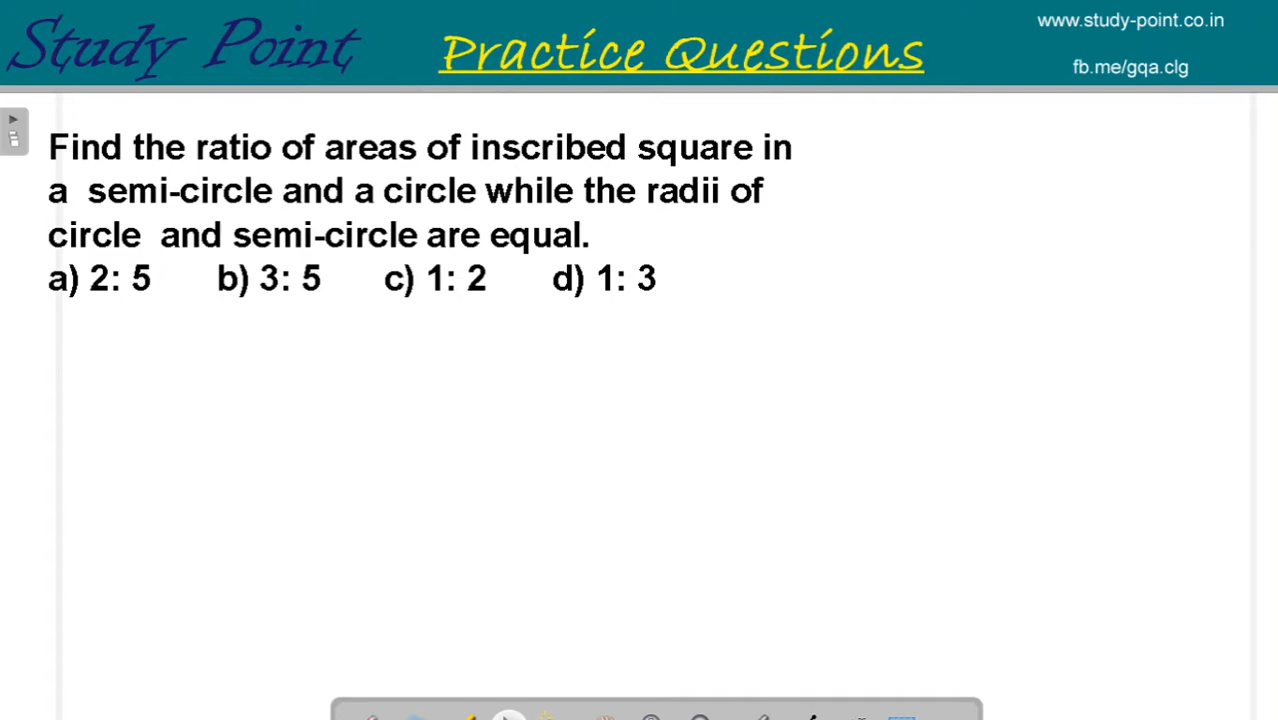 Study Point
Practice Questions
www.study-point.co.in
fb.me/gqa.clg
Find the ratio of areas of inscribed square in
a semi-circle and a circle while the radii of
circle and semi-circle are equal.
a) 2: 5 b) 3: 5 c) 1: 2 d) 1: 3